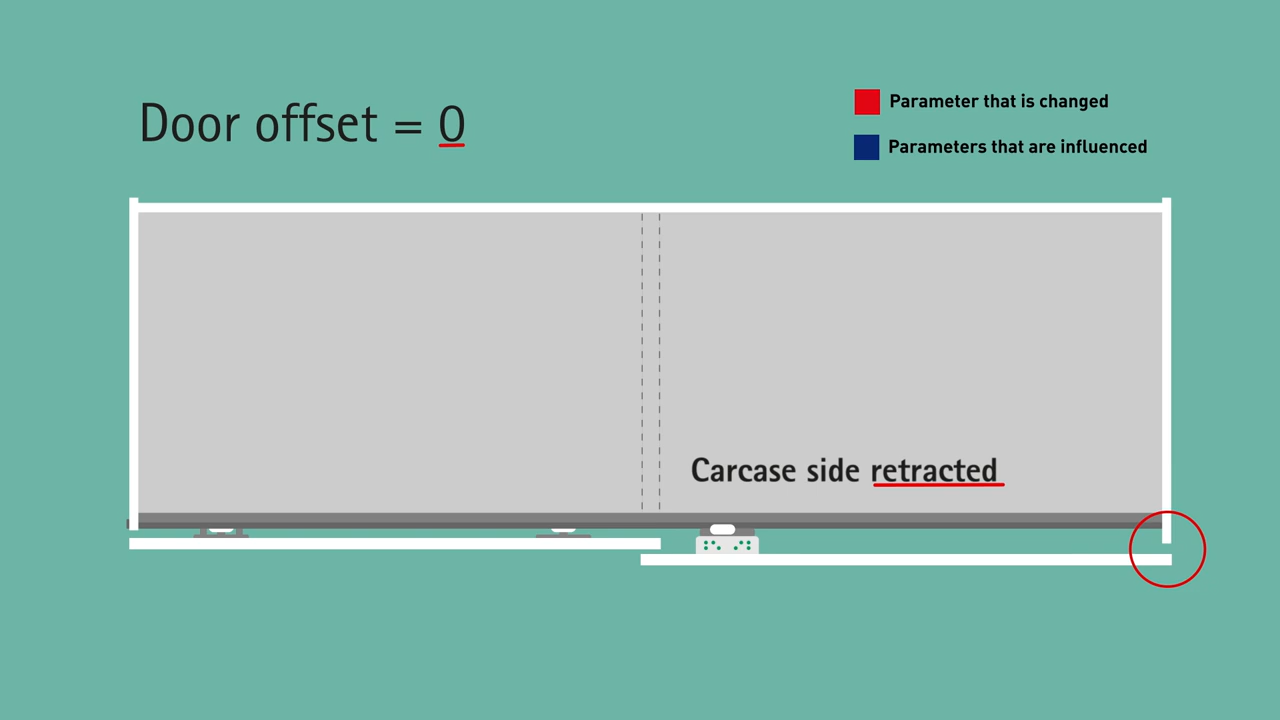 Door offset = 0
Parameter that is changed
Parameters that are influenced
Carcase side retracted